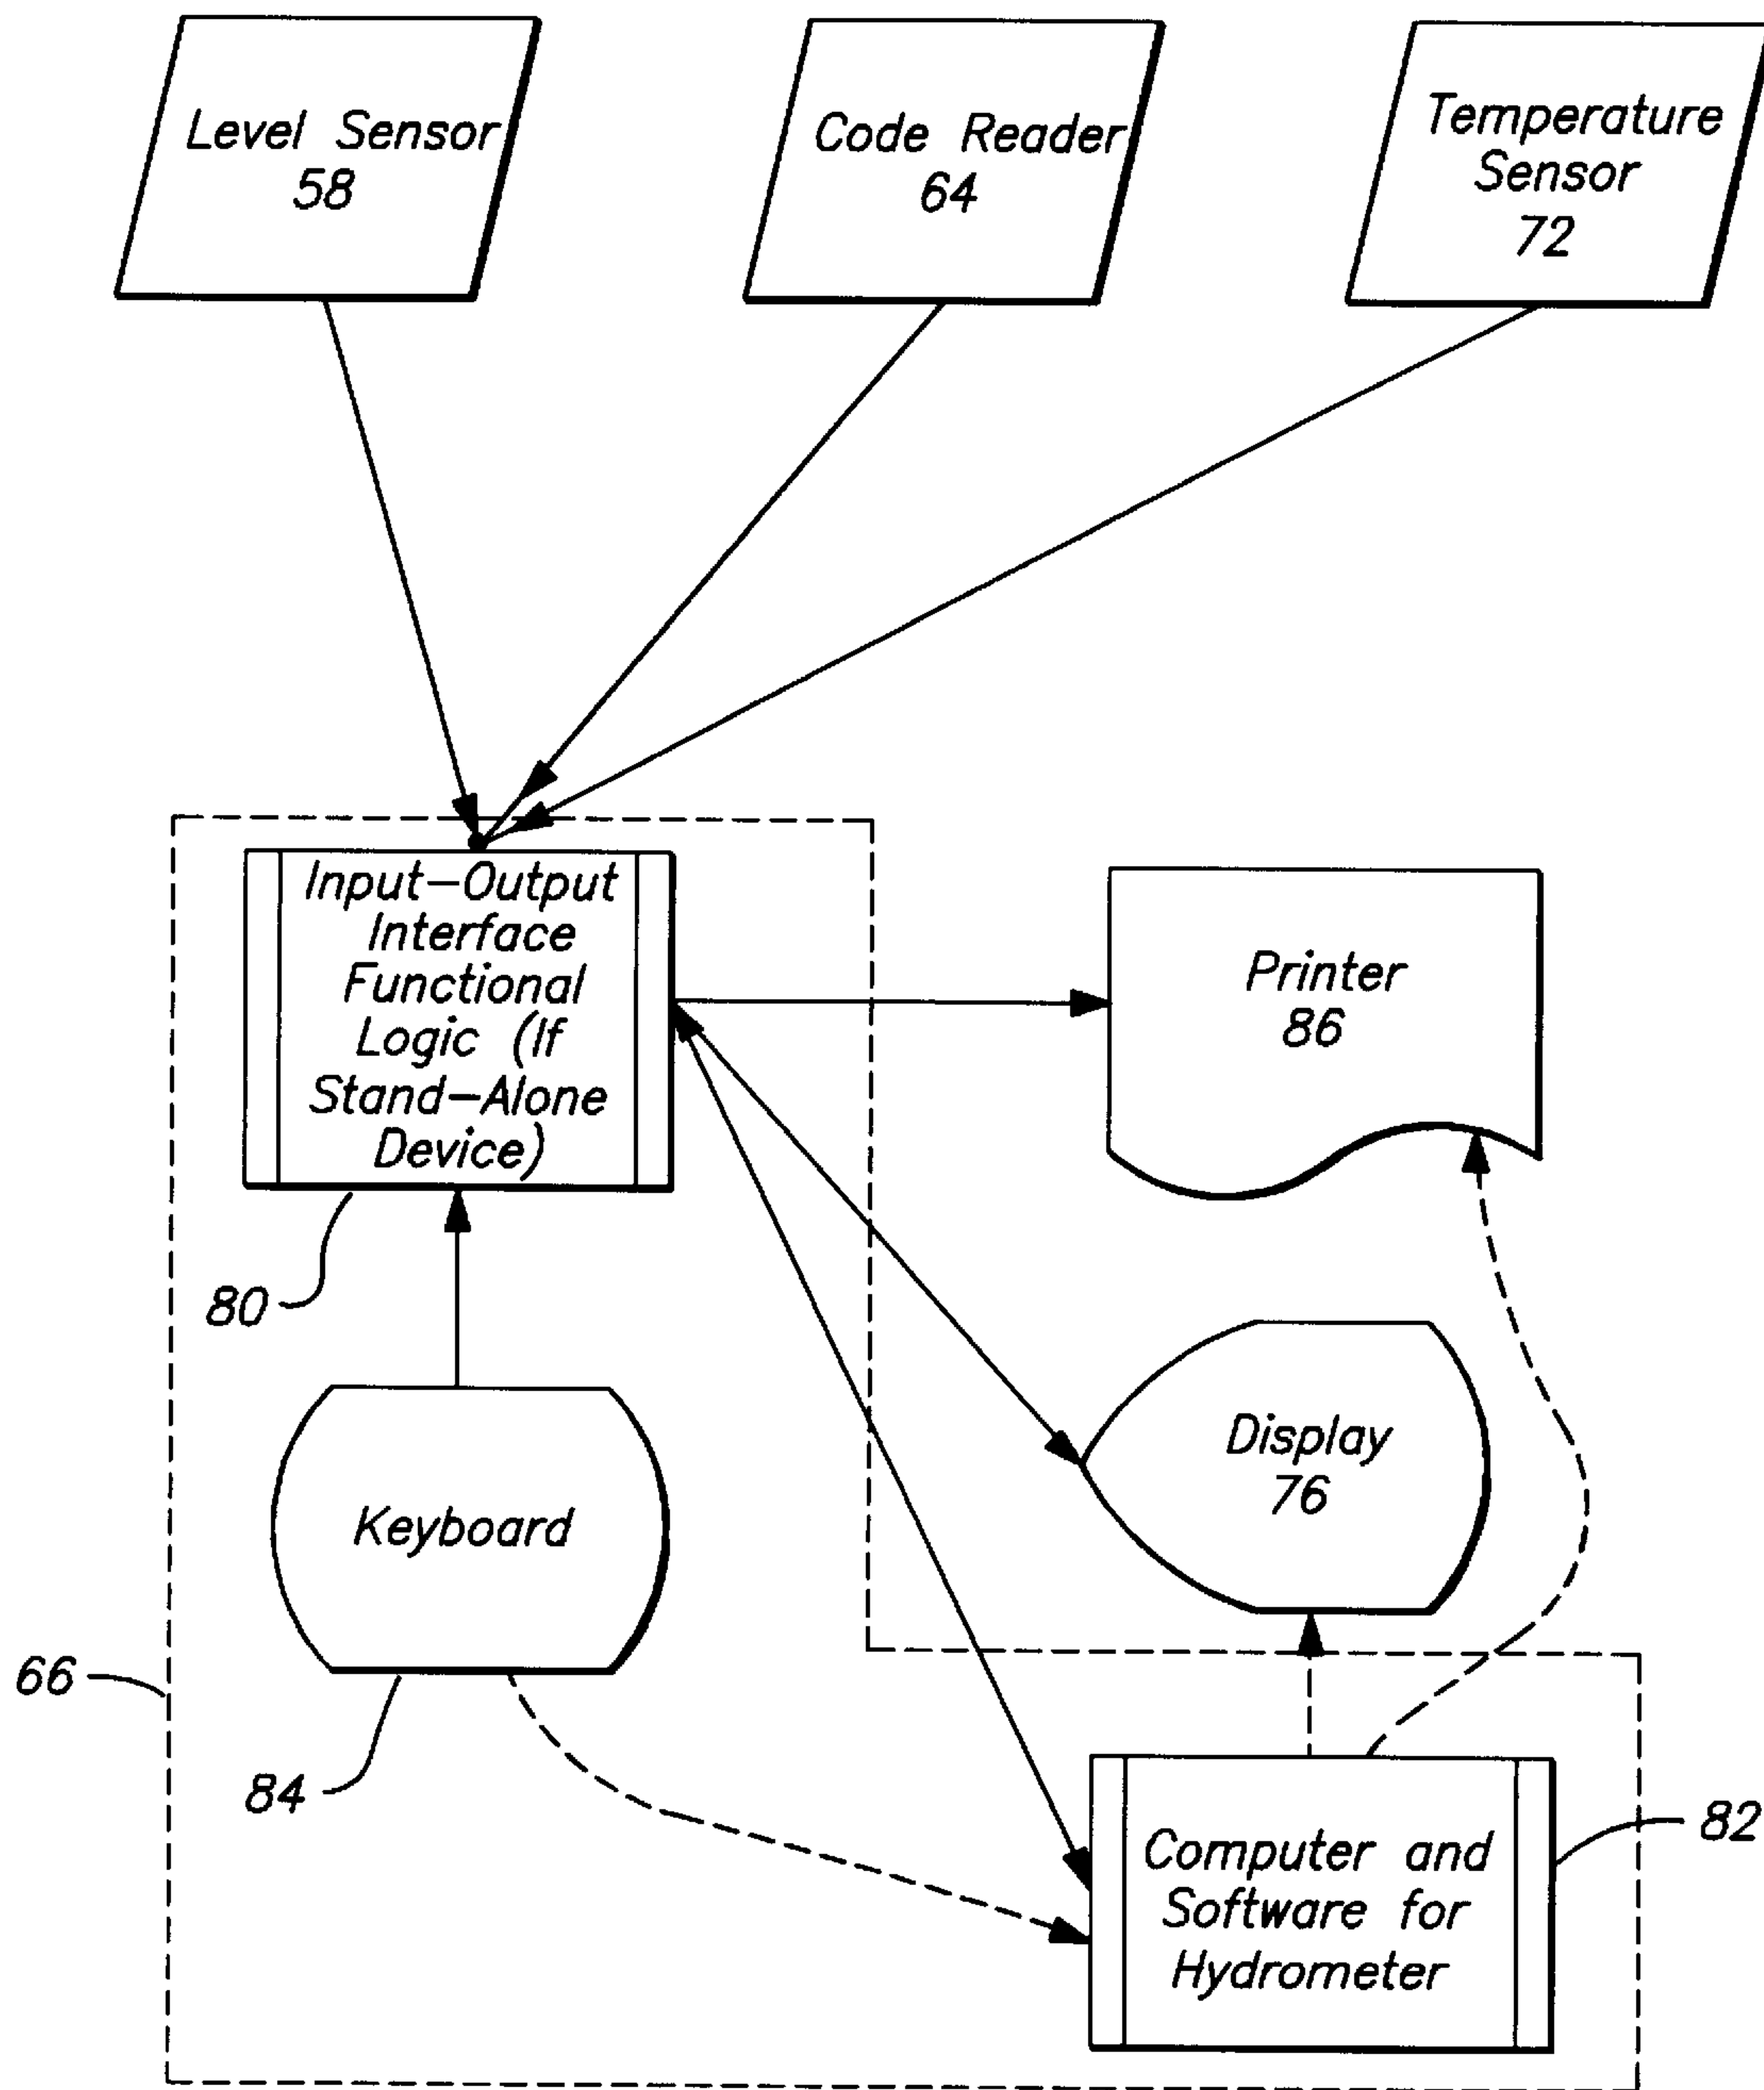 Level Sensor
58
Code Reader
64
Temperature
Sensor
72
Input-Output
Interface
Functional
Logic (If
Stand-Alone
Device)
80
Printer
86
Keyboard
84
Display
76
66
Computer and
Software for
Hydrometer
82